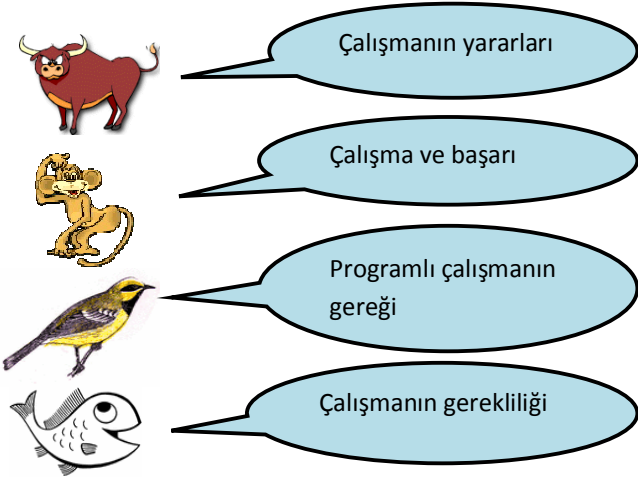 Çalışmanın yararları
Çalışma ve başarı
Programlı çalışmanın
gereği
Çalışmanın gerekliliği